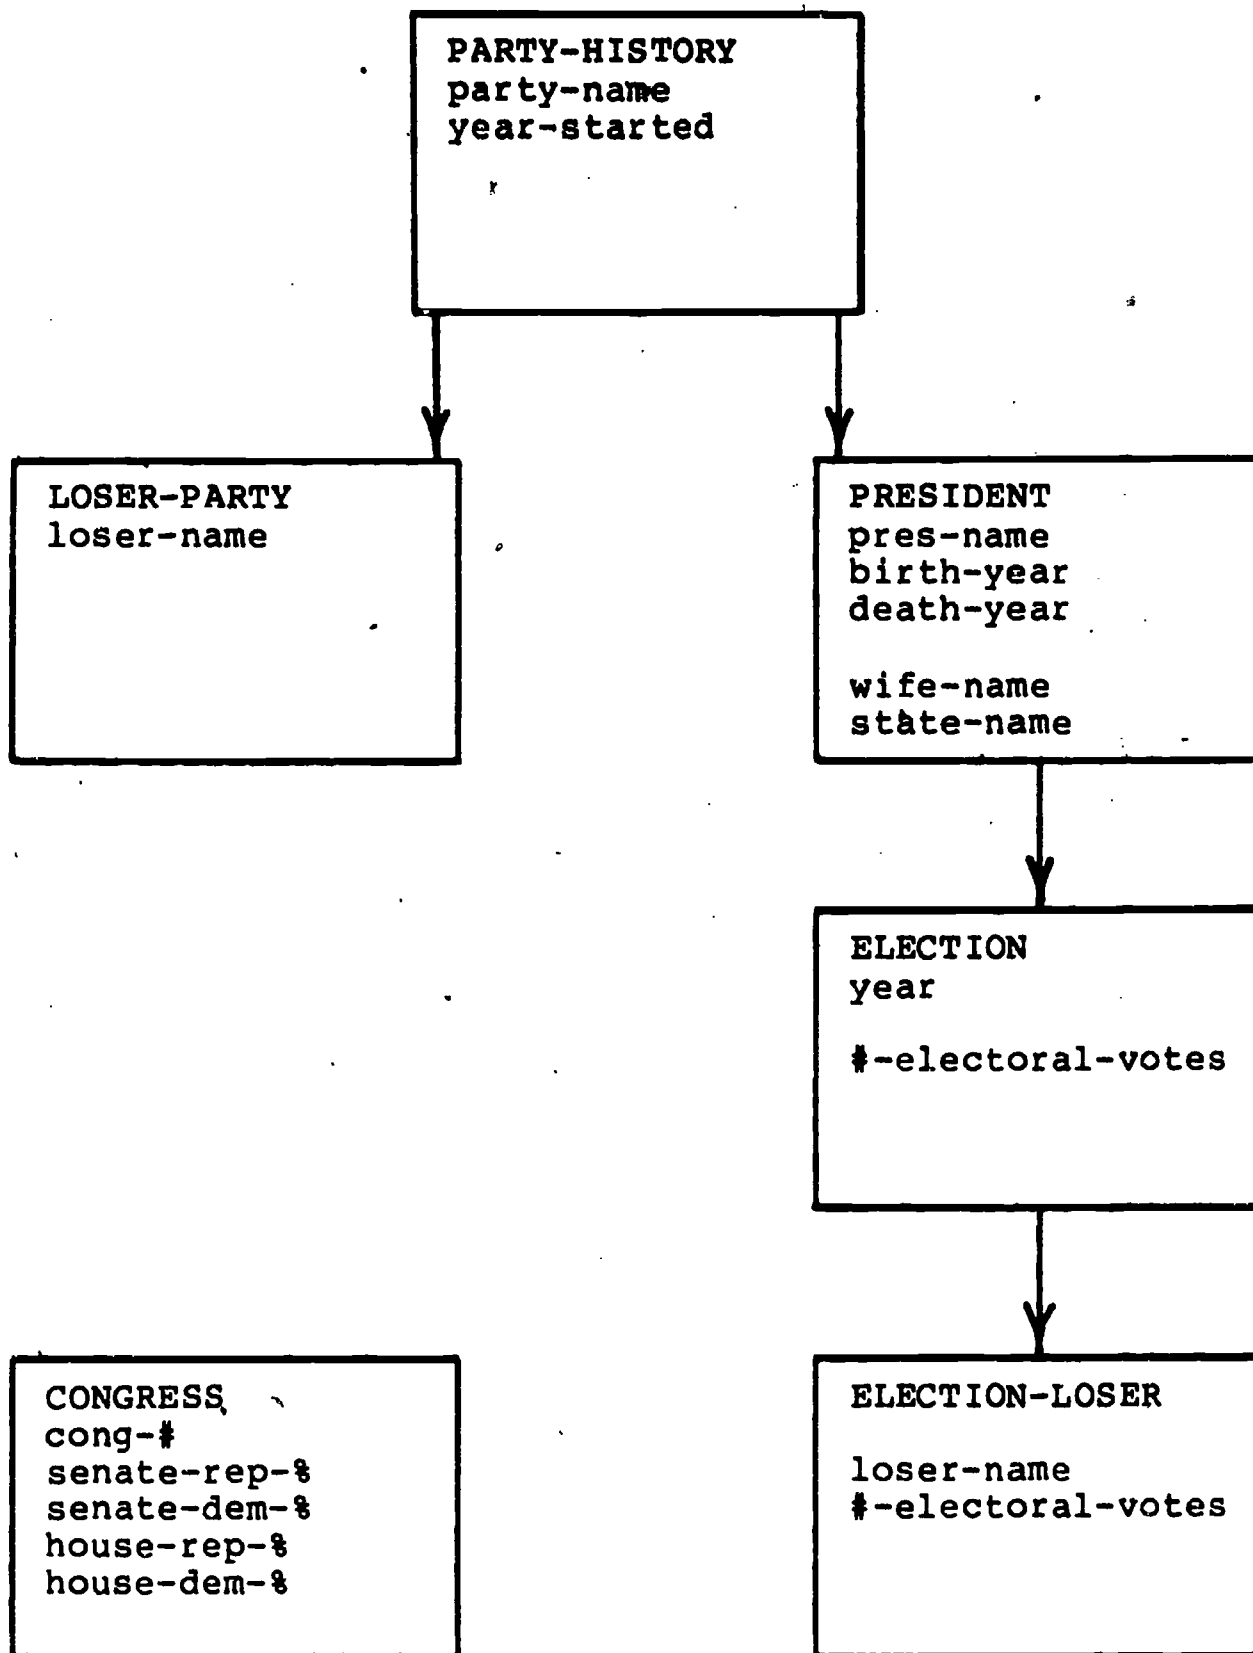 PARTY-HISTORY
party-name
year-started
LOSER-PARTY
loser-name
PRESIDENT
pres-name
birth-year
death-year
wife-name
state-name
ELECTION
year
#-electoral-votes
CONGRESS
cong-#
senate-rep-%
senate-dem-%
house-rep-%
house-dem-%
ELECTION-LOSER
loser-name
#-electoral-votes